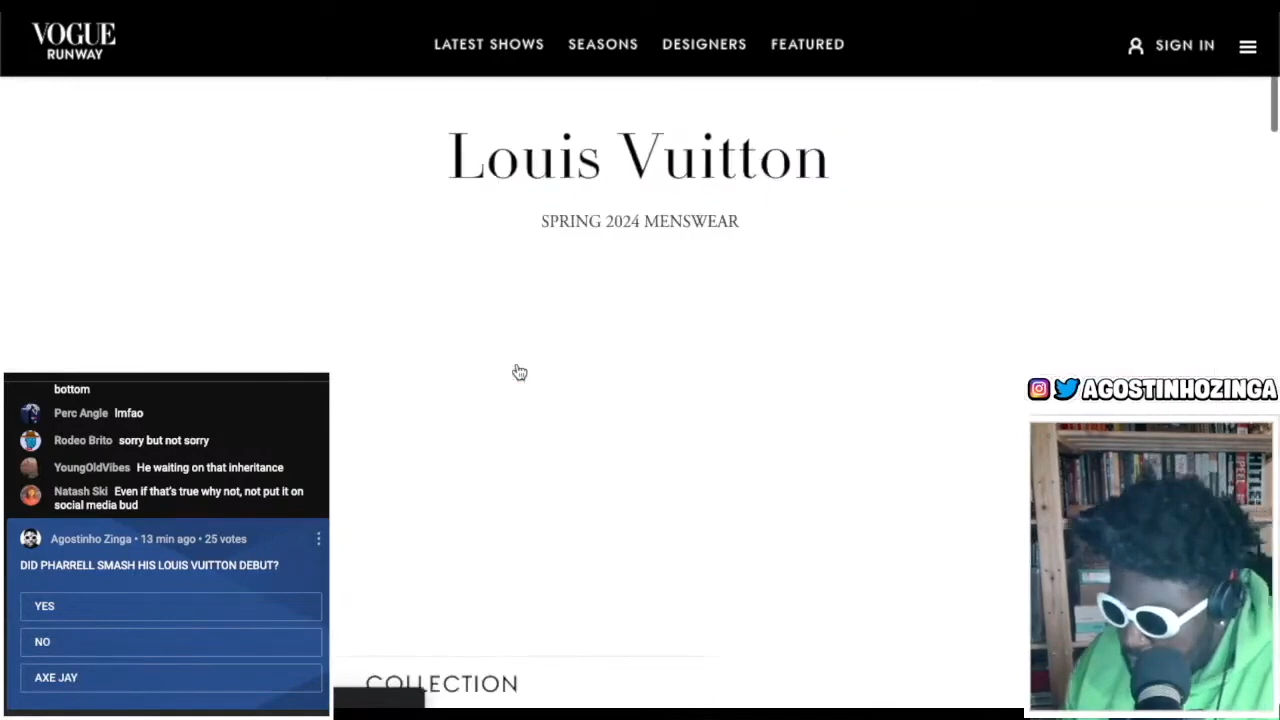 VOGUE
RUNWAY
LATEST SHOWS
SEASONS
DESIGNERS
FEATURED
SIGN IN
Louis Vuitton
SPRING 2024 MENSWEAR
COLLECTION
bottom
Perc Angle lmfao
Rodeo Brito sorry but not sorry
YoungOldVibes He waiting on that inheritance
Natash Ski Even if that's true why not, not put it on
social media bud
Agostinho Zinga • 13 min ago • 25 votes
DID PHARRELL SMASH HIS LOUIS VUITTON DEBUT?
YES
NO
AXE JAY
AGOSTINHOZINGA